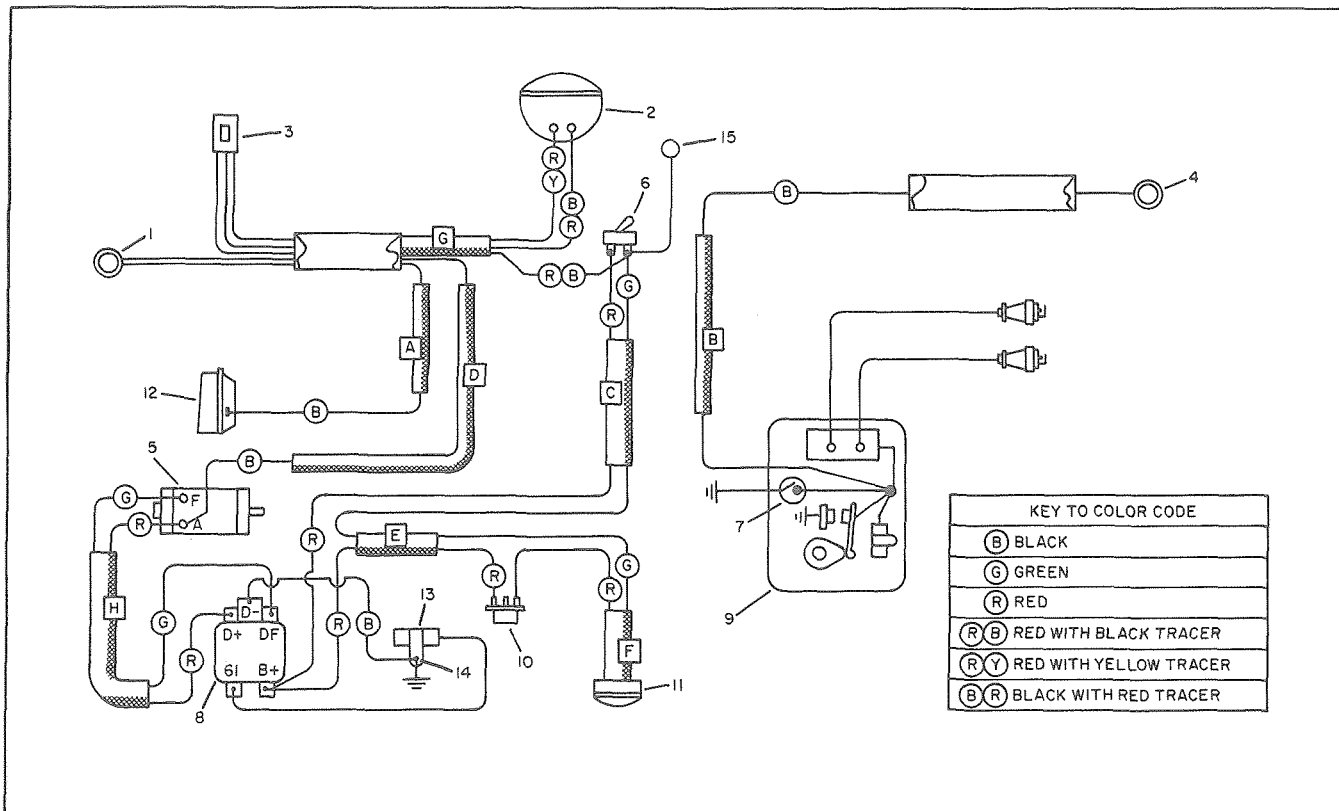 2
3
15
R
Y
6
B
4
B
R
1
G
R B
G
R
A
B
D
C
12
B
5
B
G
F
R
A
7
KEY TO COLOR CODE
B BLACK
G GREEN
R RED
R B RED WITH BLACK TRACER
R Y RED WITH YELLOW TRACER
B R BLACK WITH RED TRACER
R
E
G
R
R
H
G
D-
13
9
D+
DF
R
R
B
10
F
61
B+
14
11
8